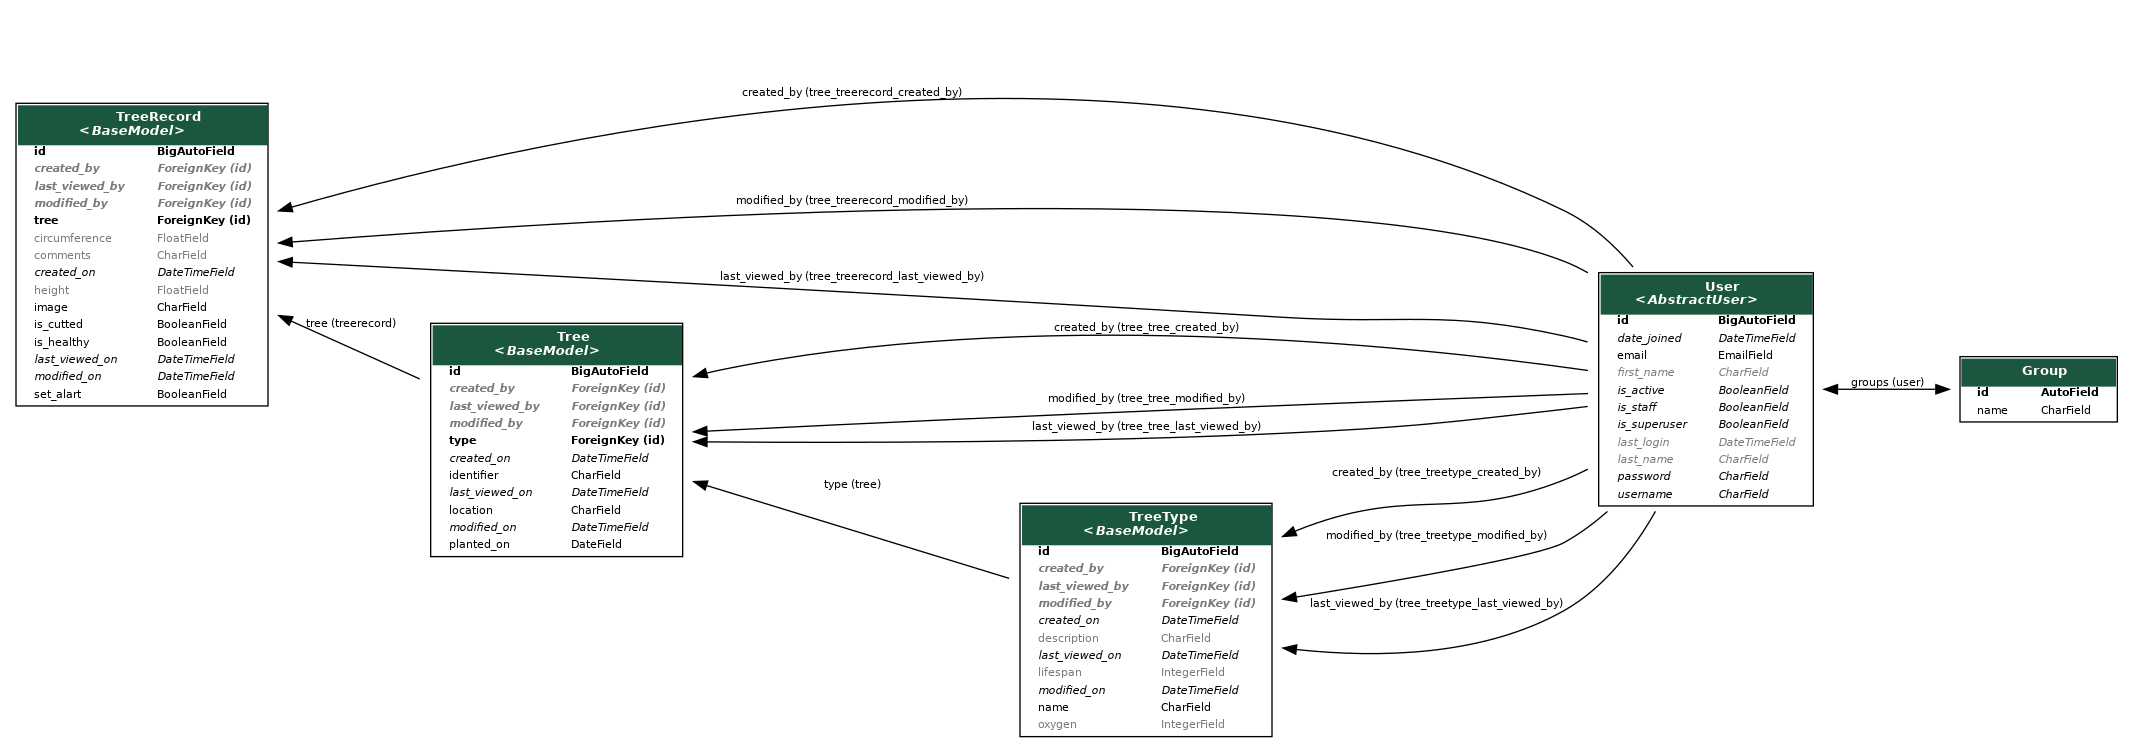 created_by (tree_treerecord_created_by)
TreeRecord
<BaseModel>
id BigAutoField
created_by ForeignKey (id)
last_viewed_by ForeignKey (id)
modified_by ForeignKey (id)
tree ForeignKey (id)
circumference FloatField
comments CharField
created_on DateTimeField
height FloatField
image CharField
is_cutted BooleanField
is_healthy BooleanField
last_viewed_on DateTimeField
modified_on DateTimeField
set_alart BooleanField
modified_by (tree_treerecord_modified_by)
last_viewed_by (tree_treerecord_last_viewed_by)
tree (treerecord)
Tree
<BaseModel>
id BigAutoField
created_by ForeignKey (id)
last_viewed_by ForeignKey (id)
modified_by ForeignKey (id)
type ForeignKey (id)
created_on DateTimeField
identifier CharField
last_viewed_on DateTimeField
location CharField
modified_on DateTimeField
planted_on DateField
created_by (tree_tree_created_by)
modified_by (tree_tree_modified_by)
last_viewed_by (tree_tree_last_viewed_by)
type (tree)
created_by (tree_treetype_created_by)
modified_by (tree_treetype_modified_by)
last_viewed_by (tree_treetype_last_viewed_by)
TreeType
<BaseModel>
id BigAutoField
created_by ForeignKey (id)
last_viewed_by ForeignKey (id)
modified_by ForeignKey (id)
created_on DateTimeField
description CharField
last_viewed_on DateTimeField
lifespan IntegerField
modified_on DateTimeField
name CharField
oxygen IntegerField
User
<AbstractUser>
id BigAutoField
date_joined DateTimeField
email EmailField
first_name CharField
is_active BooleanField
is_staff BooleanField
is_superuser BooleanField
last_login DateTimeField
last_name CharField
password CharField
username CharField
groups (user)
Group
id AutoField
name CharField